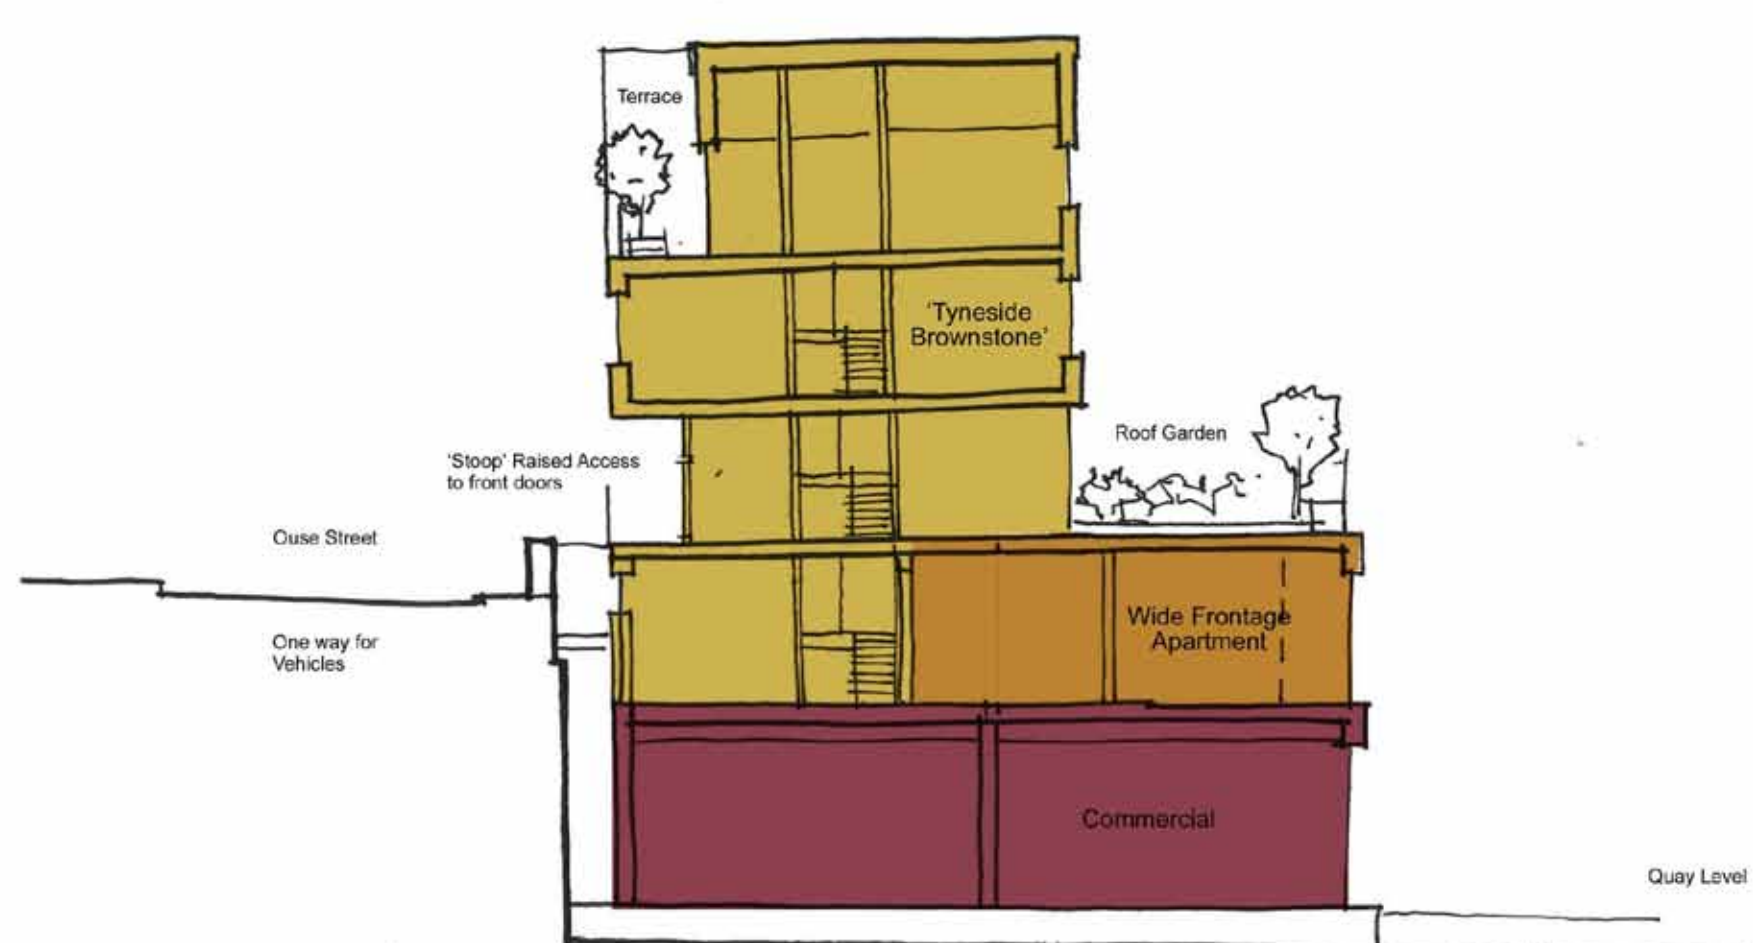 Terrace
‘Tyneside
Brownstone’
Roof Garden
‘Stoop’ Raised Access
to front doors
Ouse Street
One way for
Vehicles
Wide Frontage
Apartment
Commercial
Quay Level